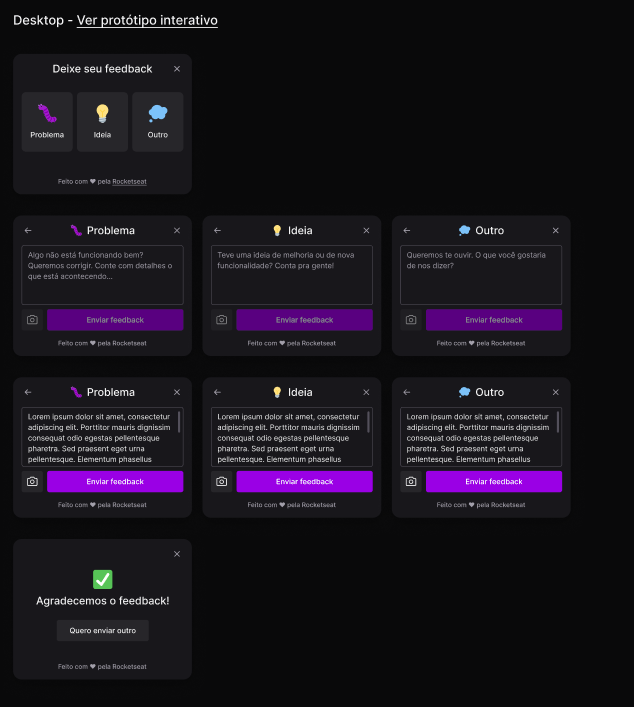 Desktop - Ver protótipo interativo
Deixe seu feedback
Problema
Ideia
Outro
Feito com ♥ pela Rocketseat
Problema
Algo não está funcionando bem?
Queremos corrigir. Conte com detalhes o
que está acontecendo...
Enviar feedback
Feito com ♥ pela Rocketseat
Ideia
Teve uma ideia de melhoria ou de nova
funcionalidade? Conta pra gente!
Enviar feedback
Feito com ♥ pela Rocketseat
Outro
Queremos te ouvir. O que você gostaria
de nos dizer?
Enviar feedback
Feito com ♥ pela Rocketseat
Problema
Lorem ipsum dolor sit amet, consectetur
adipiscing elit. Porttitor mauris dignissim
consequat odio egestas pellentesque
pharetra. Sed praesent eget urna
pellentesque. Elementum phasellus
Enviar feedback
Feito com ♥ pela Rocketseat
Ideia
Lorem ipsum dolor sit amet, consectetur
adipiscing elit. Porttitor mauris dignissim
consequat odio egestas pellentesque
pharetra. Sed praesent eget urna
pellentesque. Elementum phasellus
Enviar feedback
Feito com ♥ pela Rocketseat
Outro
Lorem ipsum dolor sit amet, consectetur
adipiscing elit. Porttitor mauris dignissim
consequat odio egestas pellentesque
pharetra. Sed praesent eget urna
pellentesque. Elementum phasellus
Enviar feedback
Feito com ♥ pela Rocketseat
Agradecemos o feedback!
Quero enviar outro
Feito com ♥ pela Rocketseat